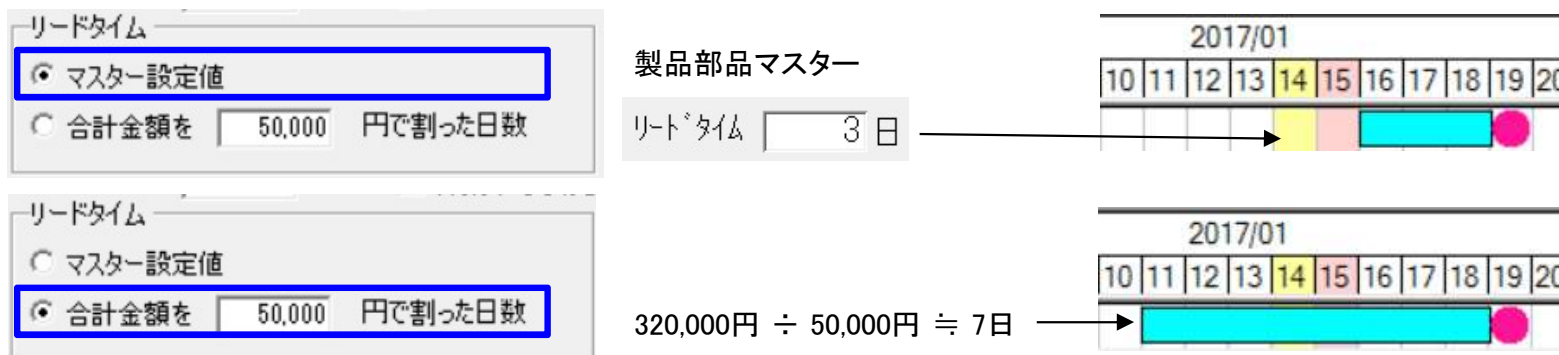 リードタイム
マスター設定値
合計金額を 50,000 円で割った日数
製品部品マスター
リードタイム 3 日
2017/01
10 11 12 13 14 15 16 17 18 19 20
リードタイム
マスター設定値
合計金額を 50,000 円で割った日数
320,000円 ÷ 50,000円 ≒ 7日
2017/01
10 11 12 13 14 15 16 17 18 19 20